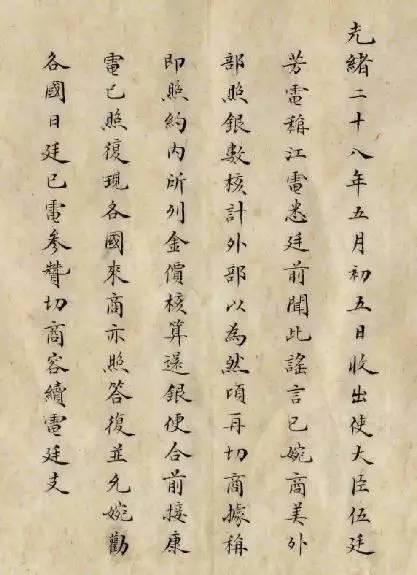 光緒二十八年五月初五日收出使大臣伍廷
芳電稱江電悉廷前聞此謠言已婉商美外
部照銀數核計外部以為然頃再切商據稱
即照約內所列金價核算還銀便合前接康
電已照復現各國來商亦照答復並允婉勸
各國日廷已電參贊切商容續電廷支